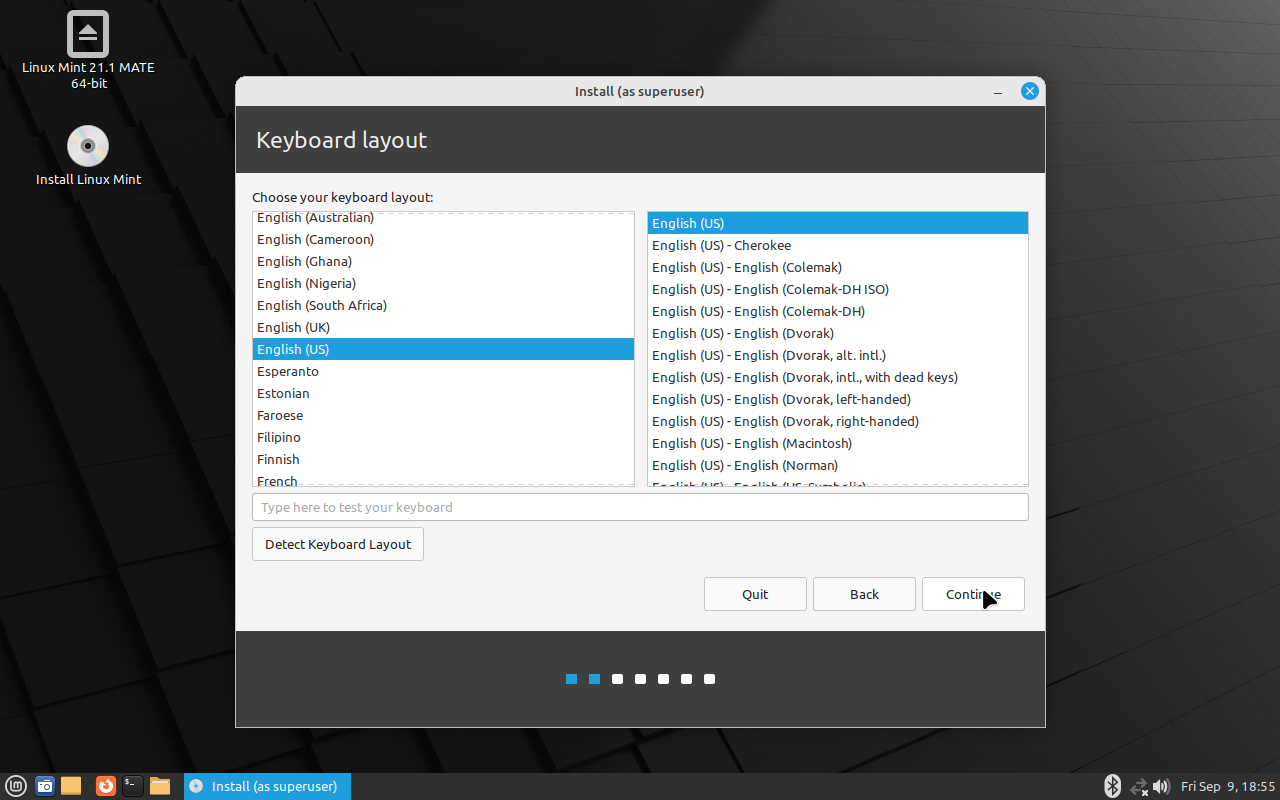 Linux Mint 21.1 MATE
64-bit
Install Linux Mint
Install (as superuser)
Keyboard layout
Choose your keyboard layout:
English (Australian)
English (Cameroon)
English (Ghana)
English (Nigeria)
English (South Africa)
English (UK)
English (US)
Esperanto
Estonian
Faroese
Filipino
Finnish
French
English (US)
English (US) - Cherokee
English (US) - English (Colemak)
English (US) - English (Colemak-DH ISO)
English (US) - English (Colemak-DH)
English (US) - English (Dvorak)
English (US) - English (Dvorak, alt. intl.)
English (US) - English (Dvorak, intl., with dead keys)
English (US) - English (Dvorak, left-handed)
English (US) - English (Dvorak, right-handed)
English (US) - English (Macintosh)
English (US) - English (Norman)
English (US) - English (US, Symbolic)
Type here to test your keyboard
Detect Keyboard Layout
Quit
Back
Continue
Install (as superuser)
Fri Sep 9, 18:55